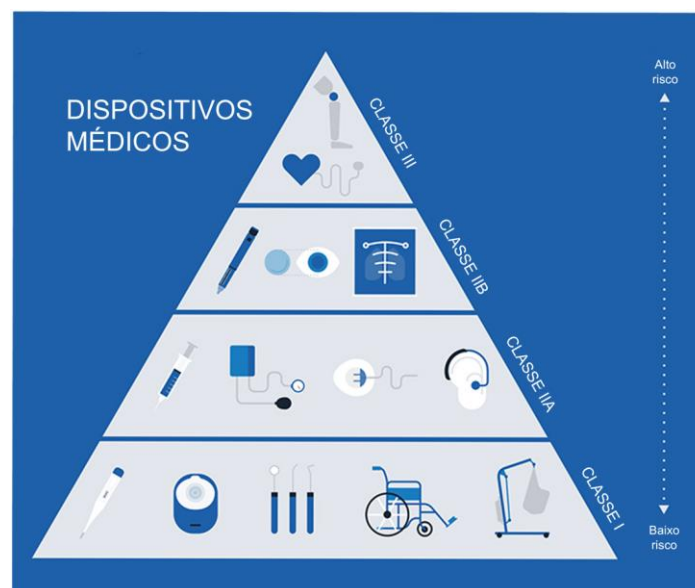 DISPOSITIVOS
MÉDICOS
Alto
risco
CLASSE III
CLASSE IIB
CLASSE IIA
CLASSE I
Baixo
risco